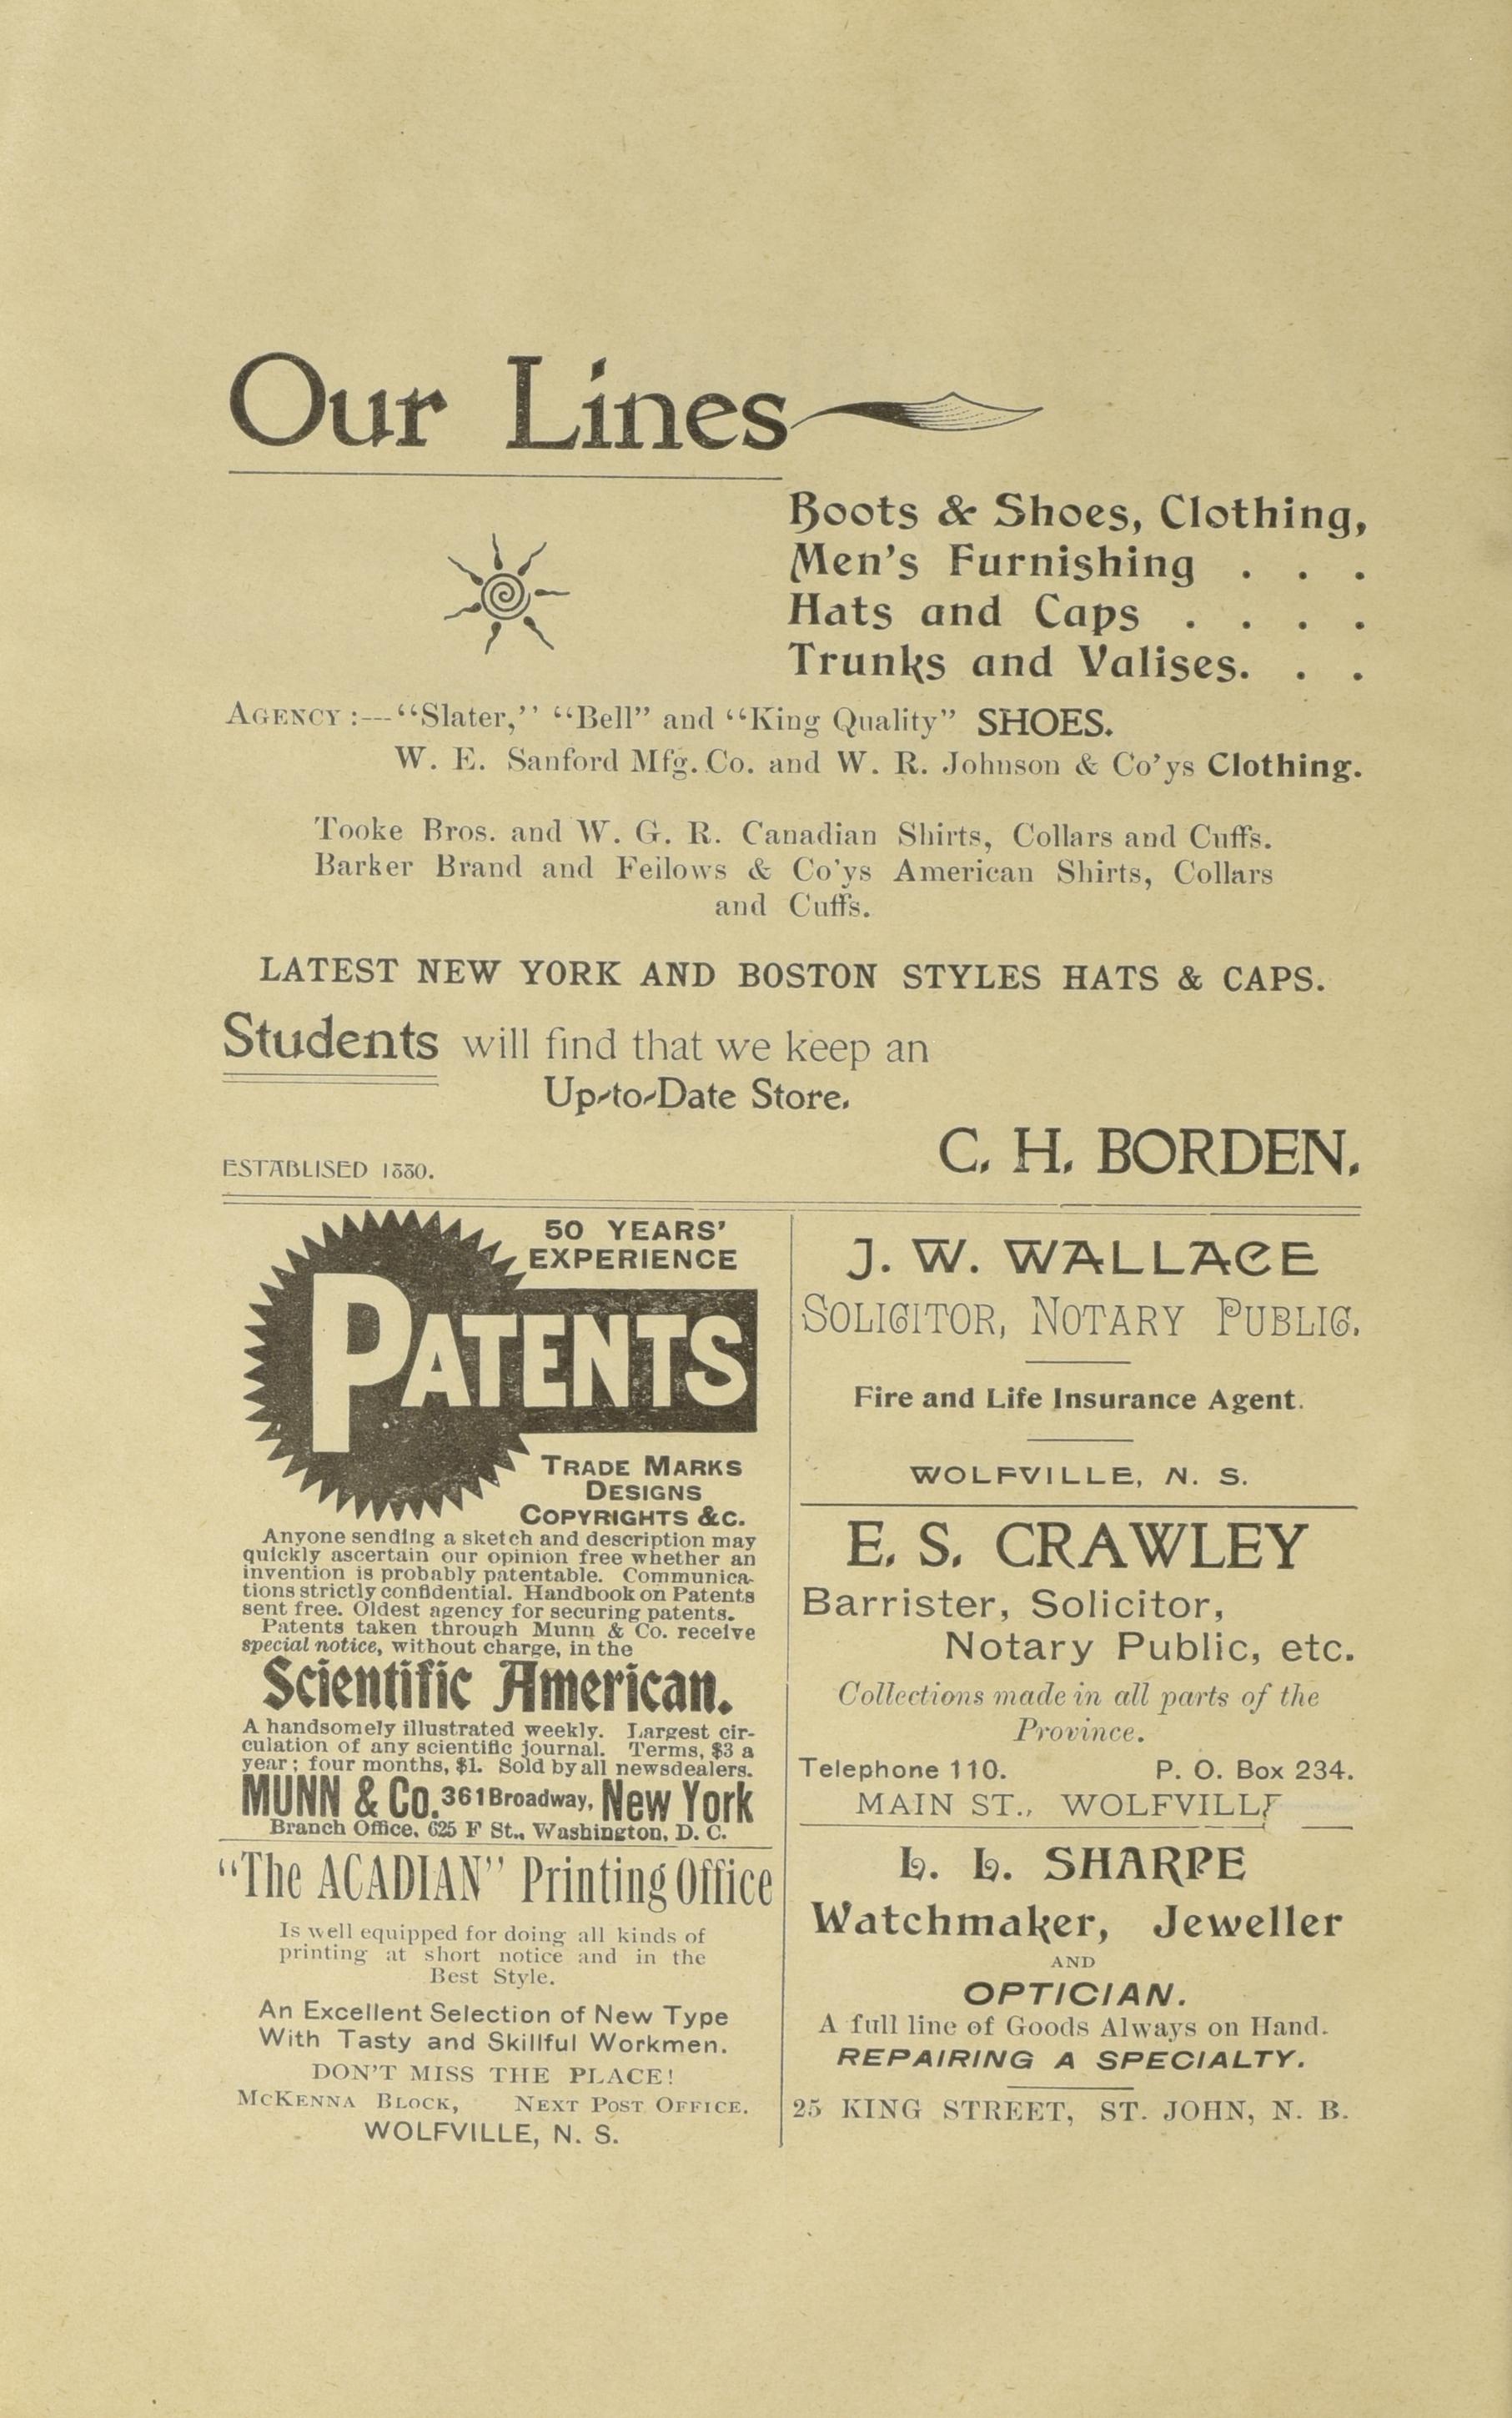 Our Lines
Boots & Shoes, Clothing,
Men's Furnishing . . .
Hats and Caps . . . .
Trunks and Valises. . .
AGENCY :---"Slater," "Bell" and "King Quality" SHOES.
W. E. Sanford Mfg. Co. and W. R. Johnson & Co'ys Clothing.
Tooke Bros. and W. G. R. Canadian Shirts, Collars and Cuffs.
Barker Brand and Feilows & Co'ys American Shirts, Collars
and Cuffs.
LATEST NEW YORK AND BOSTON STYLES HATS & CAPS.
Students will find that we keep an
Up-to-Date Store.
C. H. BORDEN.
ESTABLISED 1880.
50 YEARS'
EXPERIENCE
PATENTS
TRADE MARKS
DESIGNS
COPYRIGHTS &C.
Anyone sending a sketch and description may
quickly ascertain our opinion free whether an
invention is probably patentable. Communica-
tions strictly confidential. Handbook on Patents
sent free. Oldest agency for securing patents.
Patents taken through Munn & Co. receive
special notice, without charge, in the
Scientific American.
A handsomely illustrated weekly. Largest cir-
culation of any scientific journal. Terms, $3 a
year; four months, $1. Sold by all newsdealers.
MUNN & Co. 361 Broadway, New York
Branch Office, 625 F St., Washington, D. C.
"The ACADIAN" Printing Office
Is well equipped for doing all kinds of
printing at short notice and in the
Best Style.
An Excellent Selection of New Type
With Tasty and Skillful Workmen.
DON'T MISS THE PLACE!
MCKENNA BLOCK, NEXT POST OFFICE.
WOLFVILLE, N. S.
J. W. WALLACE
SOLICITOR, NOTARY PUBLIC.
Fire and Life Insurance Agent.
WOLFVILLE, N. S.
E. S. CRAWLEY
Barrister, Solicitor,
Notary Public, etc.
Collections made in all parts of the
Province.
Telephone 110. P. O. Box 234.
MAIN ST., WOLFVILLE
L. L. SHARPE
Watchmaker, Jeweller
AND
OPTICIAN.
A full line of Goods Always on Hand.
REPAIRING A SPECIALTY.
25 KING STREET, ST. JOHN, N. B.